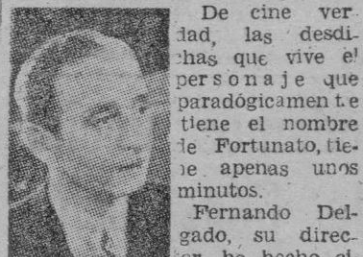 De cine ver
dad, las desdi-
chas que vive el
personaje que
paradógicamente
tiene el nombre
de Fortunato, tie-
ne apenas unos
minutos.
Fernando Del-
gado, su direc-